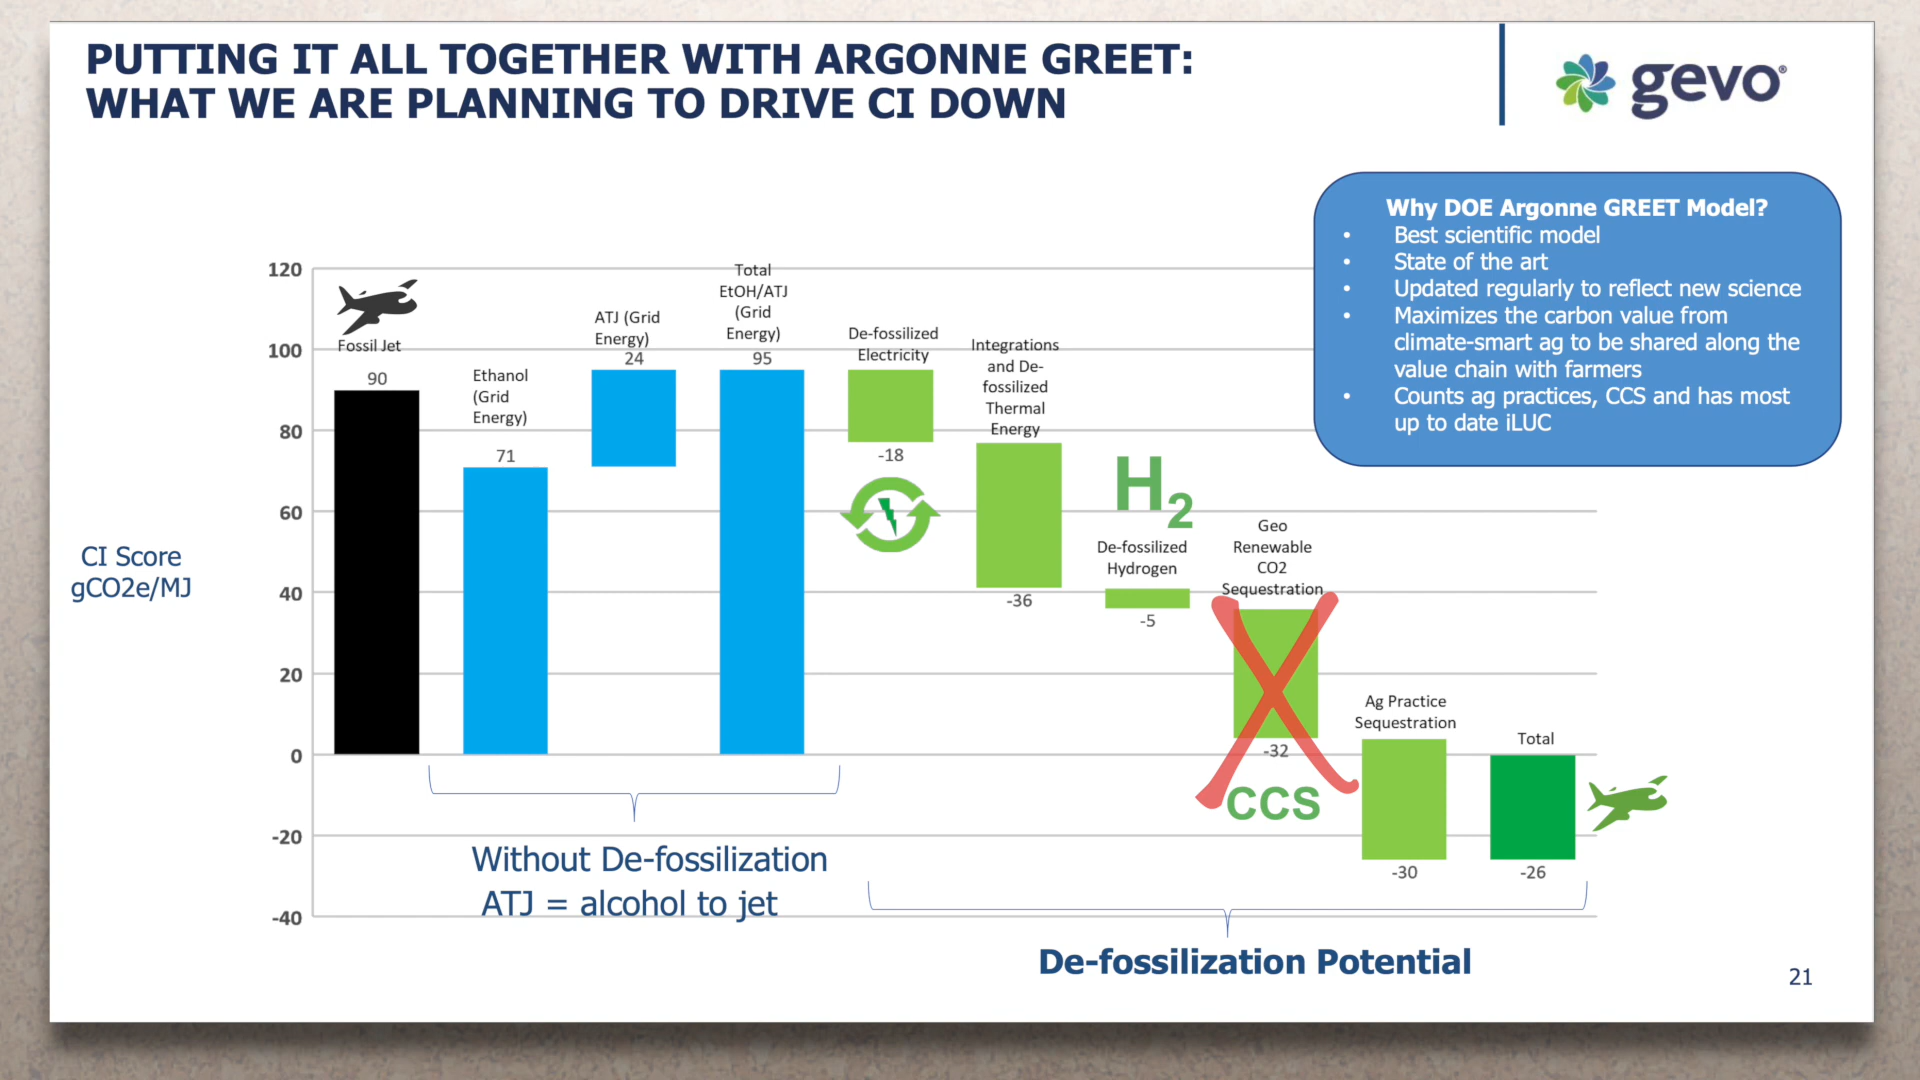 PUTTING IT ALL TOGETHER WITH ARGONNE GREET:
WHAT WE ARE PLANNING TO DRIVE CI DOWN
gevo®
Why DOE Argonne GREET Model?
• Best scientific model
• State of the art
• Updated regularly to reflect new science
• Maximizes the carbon value from
climate-smart ag to be shared along the
value chain with farmers
• Counts ag practices, CCS and has most
up to date iLUC
CI Score
gCO2e/MJ
120
100
80
60
40
20
0
-20
-40
Fossil Jet
90
Ethanol
(Grid
Energy)
71
ATJ (Grid
Energy)
24
Total
EtOH/ATJ
(Grid
Energy)
95
De-fossilized
Electricity
-18
Integrations
and De-
fossilized
Thermal
Energy
-36
H2
De-fossilized
Hydrogen
-5
Geo
Renewable
CO2
Sequestration
-32
CCS
Ag Practice
Sequestration
-30
Total
-26
Without De-fossilization
ATJ = alcohol to jet
De-fossilization Potential
21